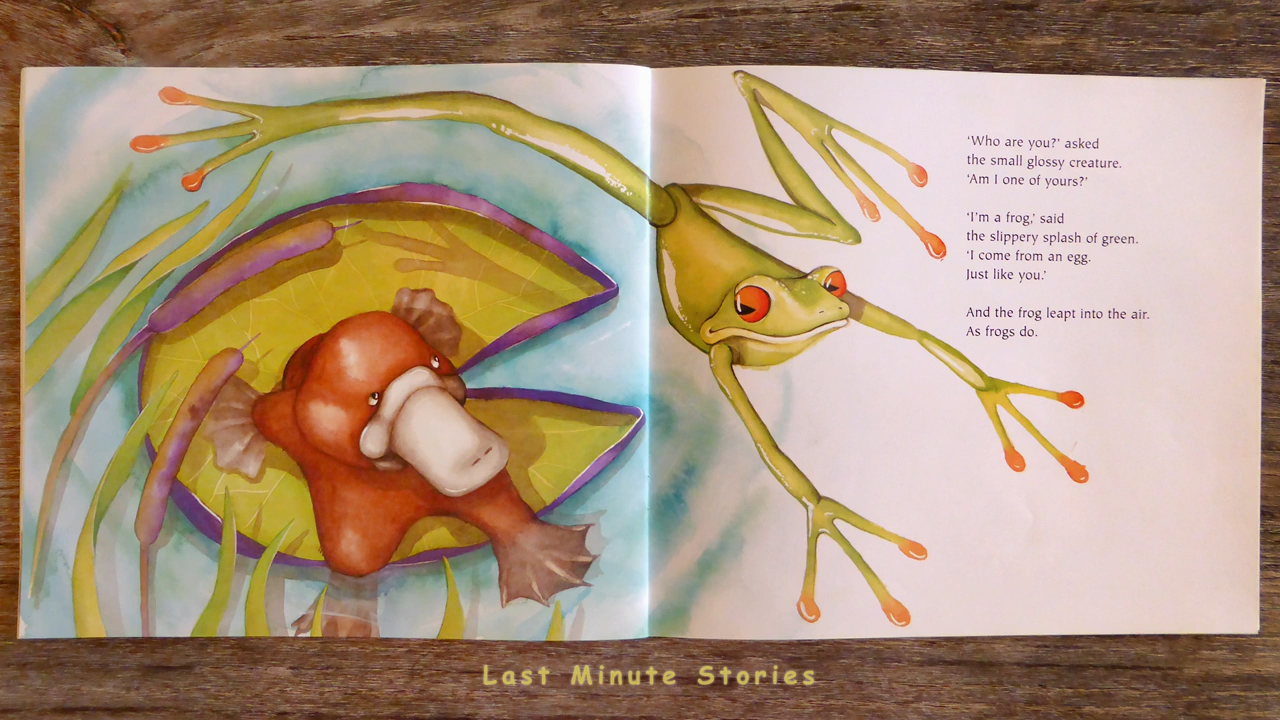 ‘Who are you?’ asked
the small glossy creature.
‘Am I one of yours?’
‘I’m a frog,’ said
the slippery splash of green.
‘I come from an egg.
Just like you.’
And the frog leapt into the air.
As frogs do.
Last Minute Stories